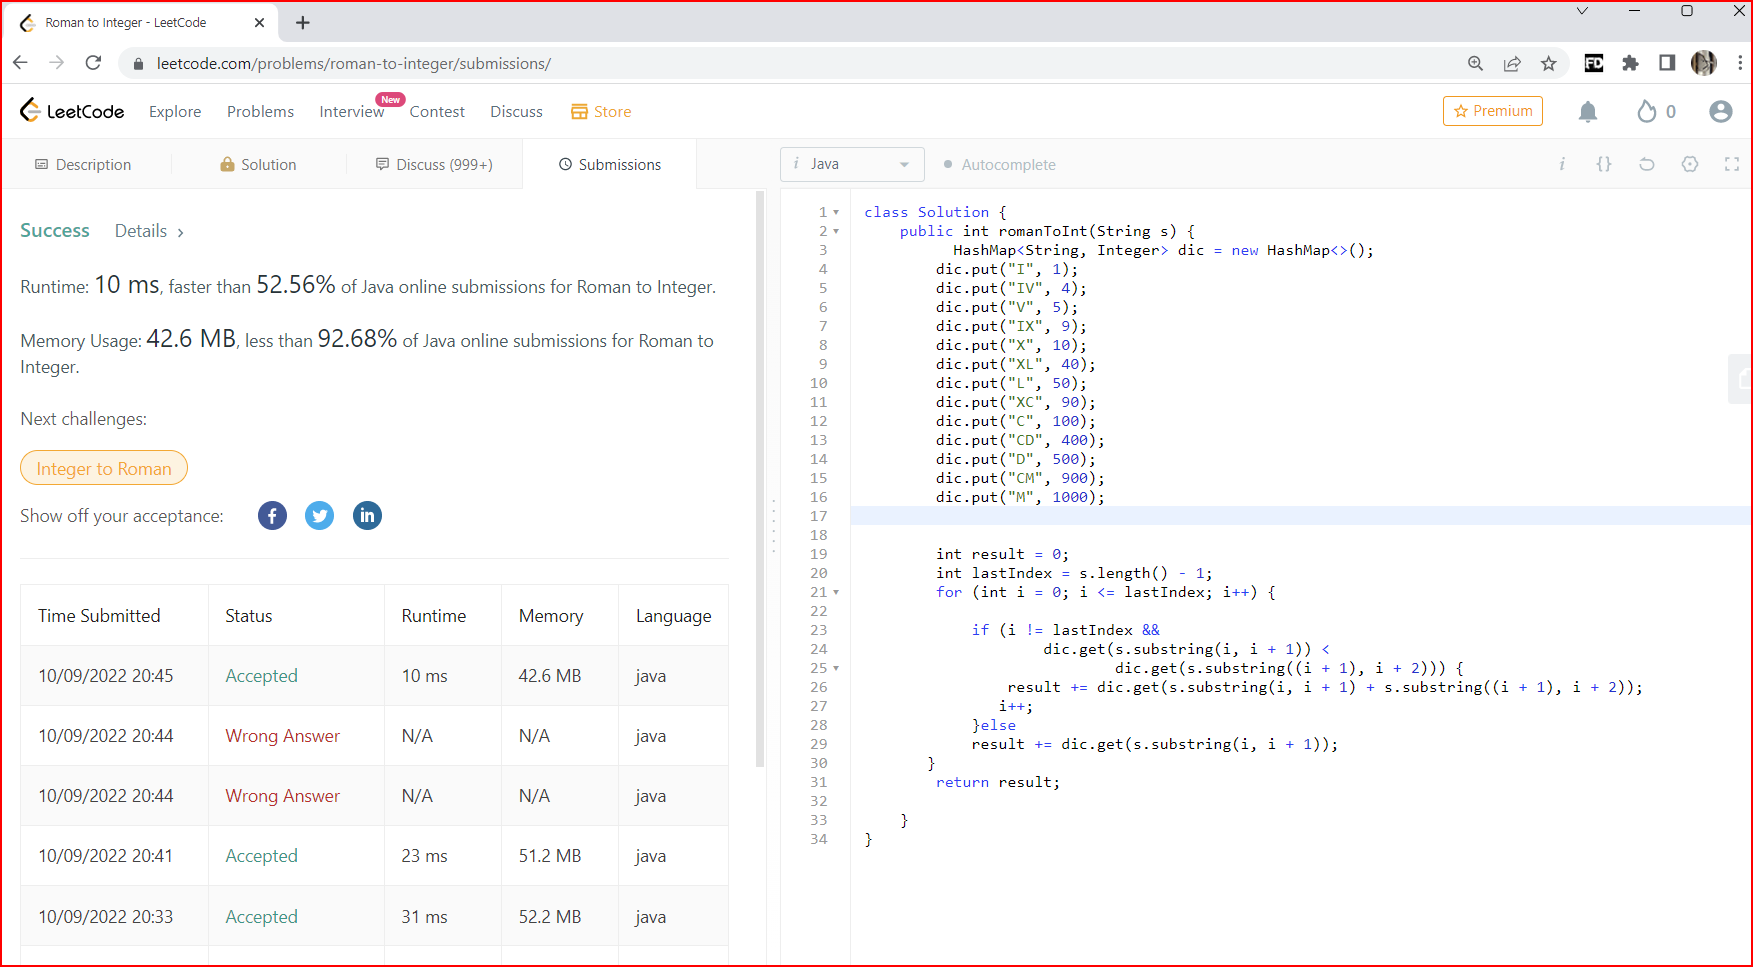 Roman to Integer - LeetCode
leetcode.com/problems/roman-to-integer/submissions/
FD
LeetCode
Explore
Problems
Interview
New
Contest
Discuss
Store
Premium
0
Description
Solution
Discuss (999+)
Submissions
i Java
Autocomplete
i
{}
Success
Details >
Runtime: 10 ms, faster than 52.56% of Java online submissions for Roman to Integer.
Memory Usage: 42.6 MB, less than 92.68% of Java online submissions for Roman to
Integer.
Next challenges:
Integer to Roman
Show off your acceptance:
Time Submitted Status Runtime Memory Language
10/09/2022 20:45 Accepted 10 ms 42.6 MB java
10/09/2022 20:44 Wrong Answer N/A N/A java
10/09/2022 20:44 Wrong Answer N/A N/A java
10/09/2022 20:41 Accepted 23 ms 51.2 MB java
10/09/2022 20:33 Accepted 31 ms 52.2 MB java
1 class Solution {
2 public int romanToInt(String s) {
3 HashMap<String, Integer> dic = new HashMap<>();
4 dic.put("I", 1);
5 dic.put("IV", 4);
6 dic.put("V", 5);
7 dic.put("IX", 9);
8 dic.put("X", 10);
9 dic.put("XL", 40);
10 dic.put("L", 50);
11 dic.put("XC", 90);
12 dic.put("C", 100);
13 dic.put("CD", 400);
14 dic.put("D", 500);
15 dic.put("CM", 900);
16 dic.put("M", 1000);
17
18
19 int result = 0;
20 int lastIndex = s.length() - 1;
21 for (int i = 0; i <= lastIndex; i++) {
22
23 if (i != lastIndex &&
24 dic.get(s.substring(i, i + 1)) <
25 dic.get(s.substring((i + 1), i + 2))) {
26 result += dic.get(s.substring(i, i + 1) + s.substring((i + 1), i + 2));
27 i++;
28 }else
29 result += dic.get(s.substring(i, i + 1));
30 }
31 return result;
32
33 }
34 }